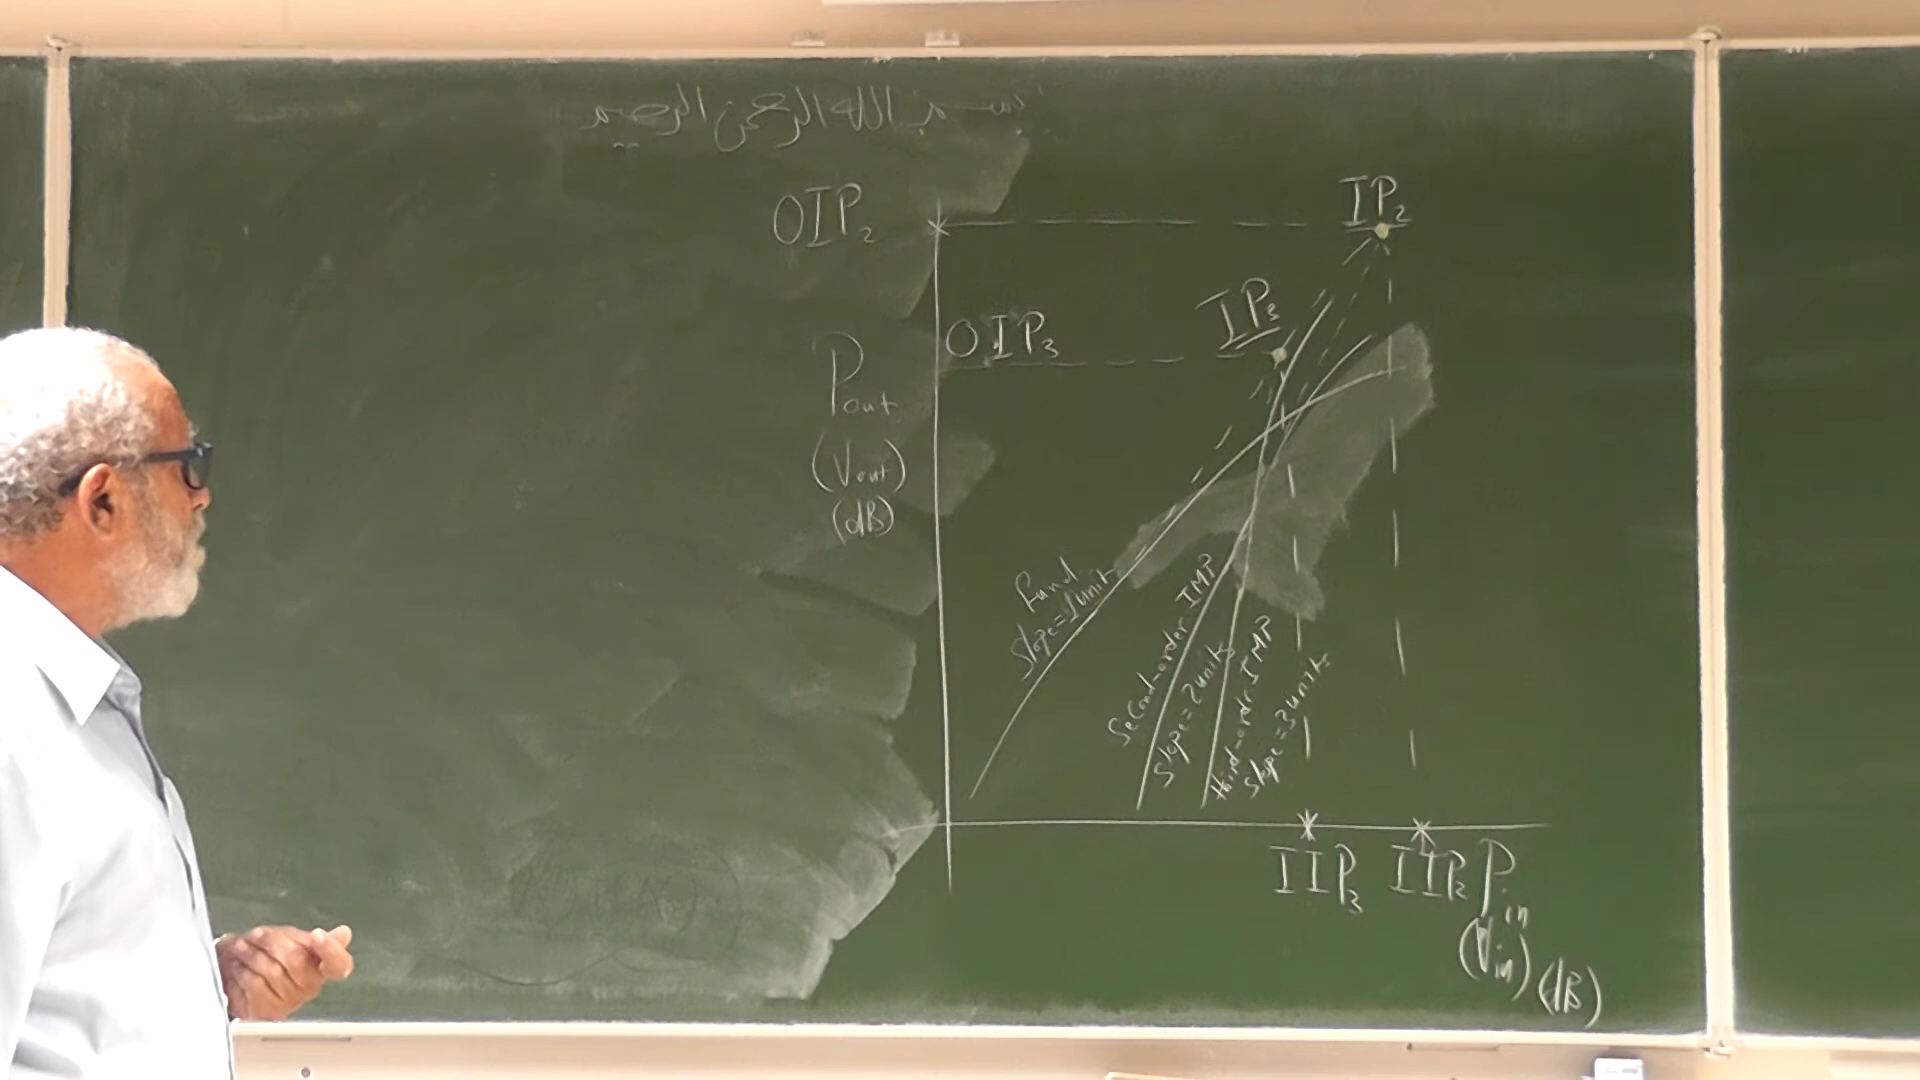 بسم الله الرحمن الرحيم
OIP₂
IP₂
IP₃
OIP₃
Pout
(Vout)
(dB)
Fund.
Slope=1unit
Second-order IMP
Slope=2units
third-order IMP
Slope=3units
IIP₃
IIP₂
Pin
(Vin)
(dB)